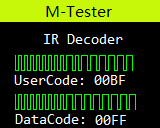 M-Tester
IR Decoder
UserCode: 00BF
DataCode: 00FF